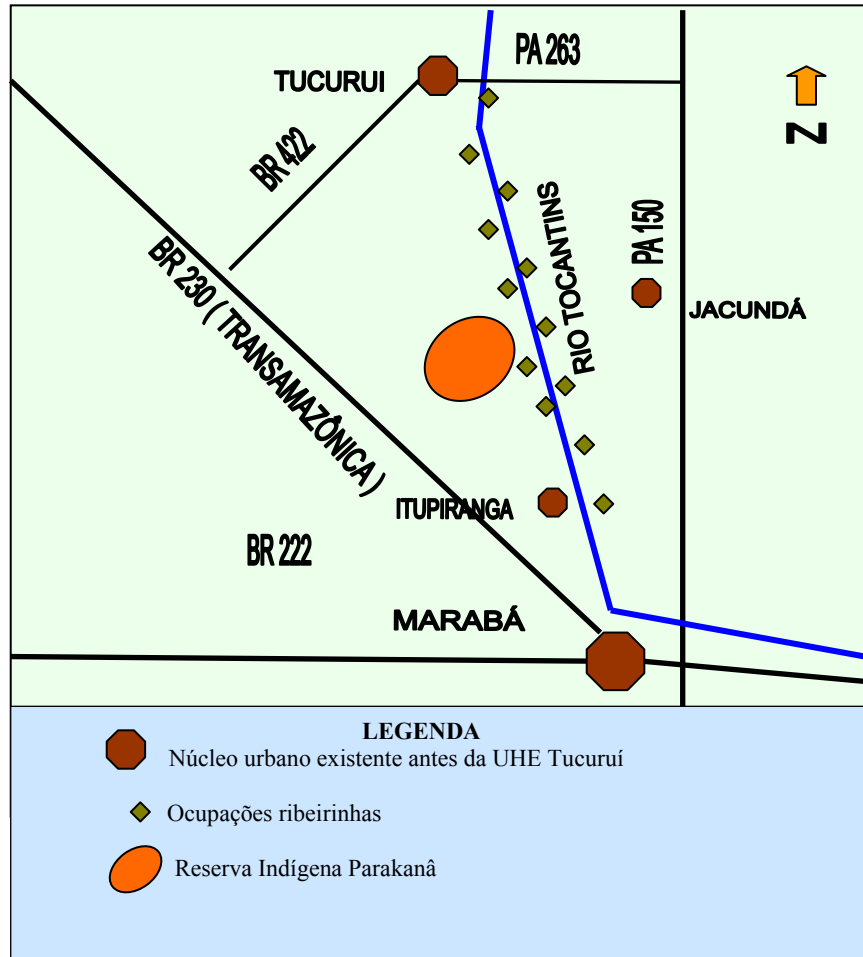 PA 263
TUCURUI
N
BR 422
RIO TOCANTINS
PA 150
BR 230 ( TRANSAMAZÔNICA )
JACUNDÁ
ITUPIRANGA
BR 222
MARABÁ
LEGENDA
Núcleo urbano existente antes da UHE Tucuruí
Ocupações ribeirinhas
Reserva Indígena Parakanâ